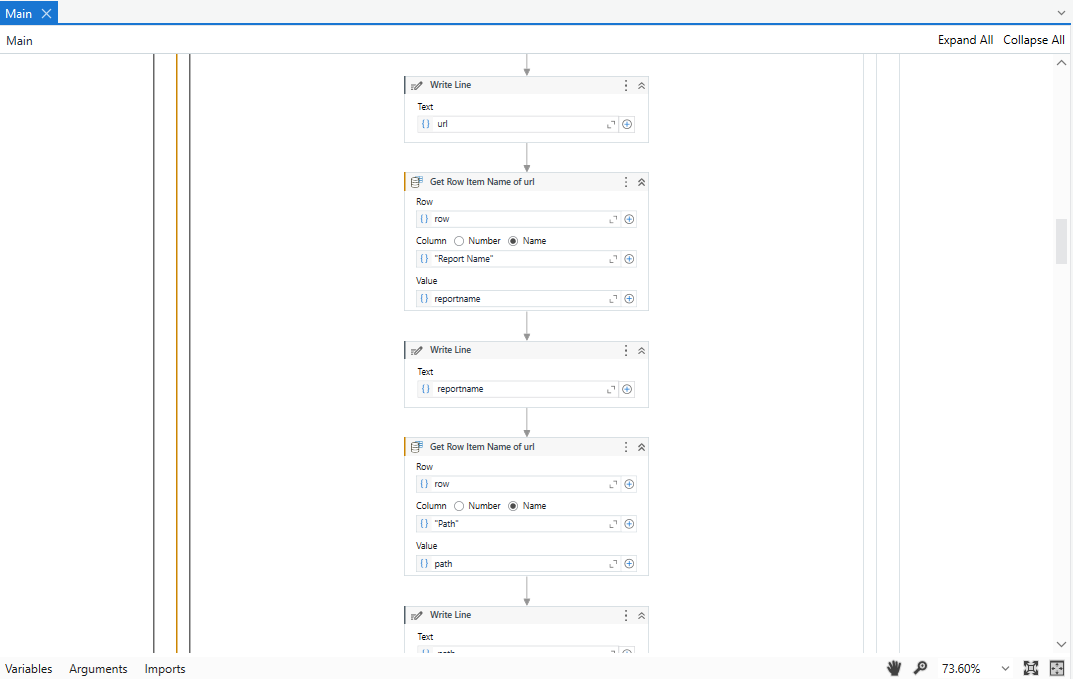 Main
Main
Expand All Collapse All
Write Line
Text
url
Get Row Item Name of url
Row
row
Column Number Name
"Report Name"
Value
reportname
Write Line
Text
reportname
Get Row Item Name of url
Row
row
Column Number Name
"Path"
Value
path
Write Line
Text
path
Variables Arguments Imports
73.60%